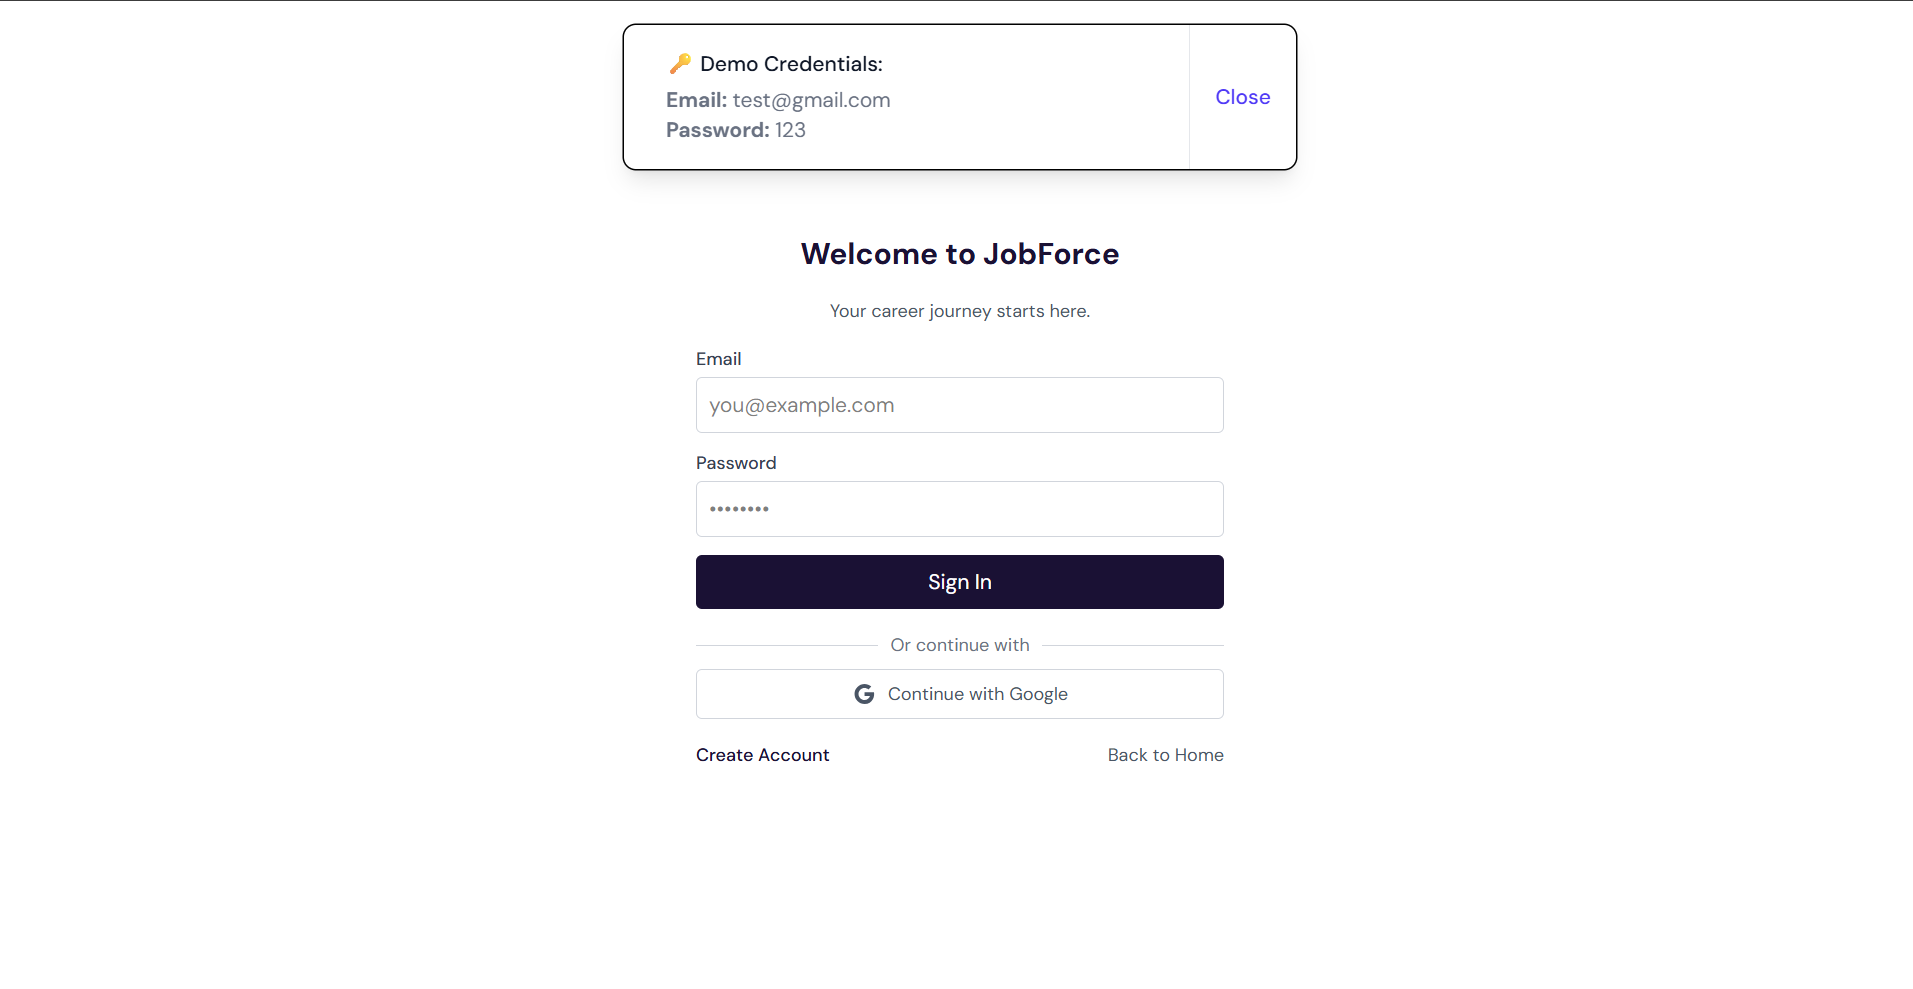 🔑 Demo Credentials:
Email: test@gmail.com
Password: 123
Close
Welcome to JobForce
Your career journey starts here.
Email
you@example.com
Password
••••••••
Sign In
Or continue with
Continue with Google
Create Account
Back to Home